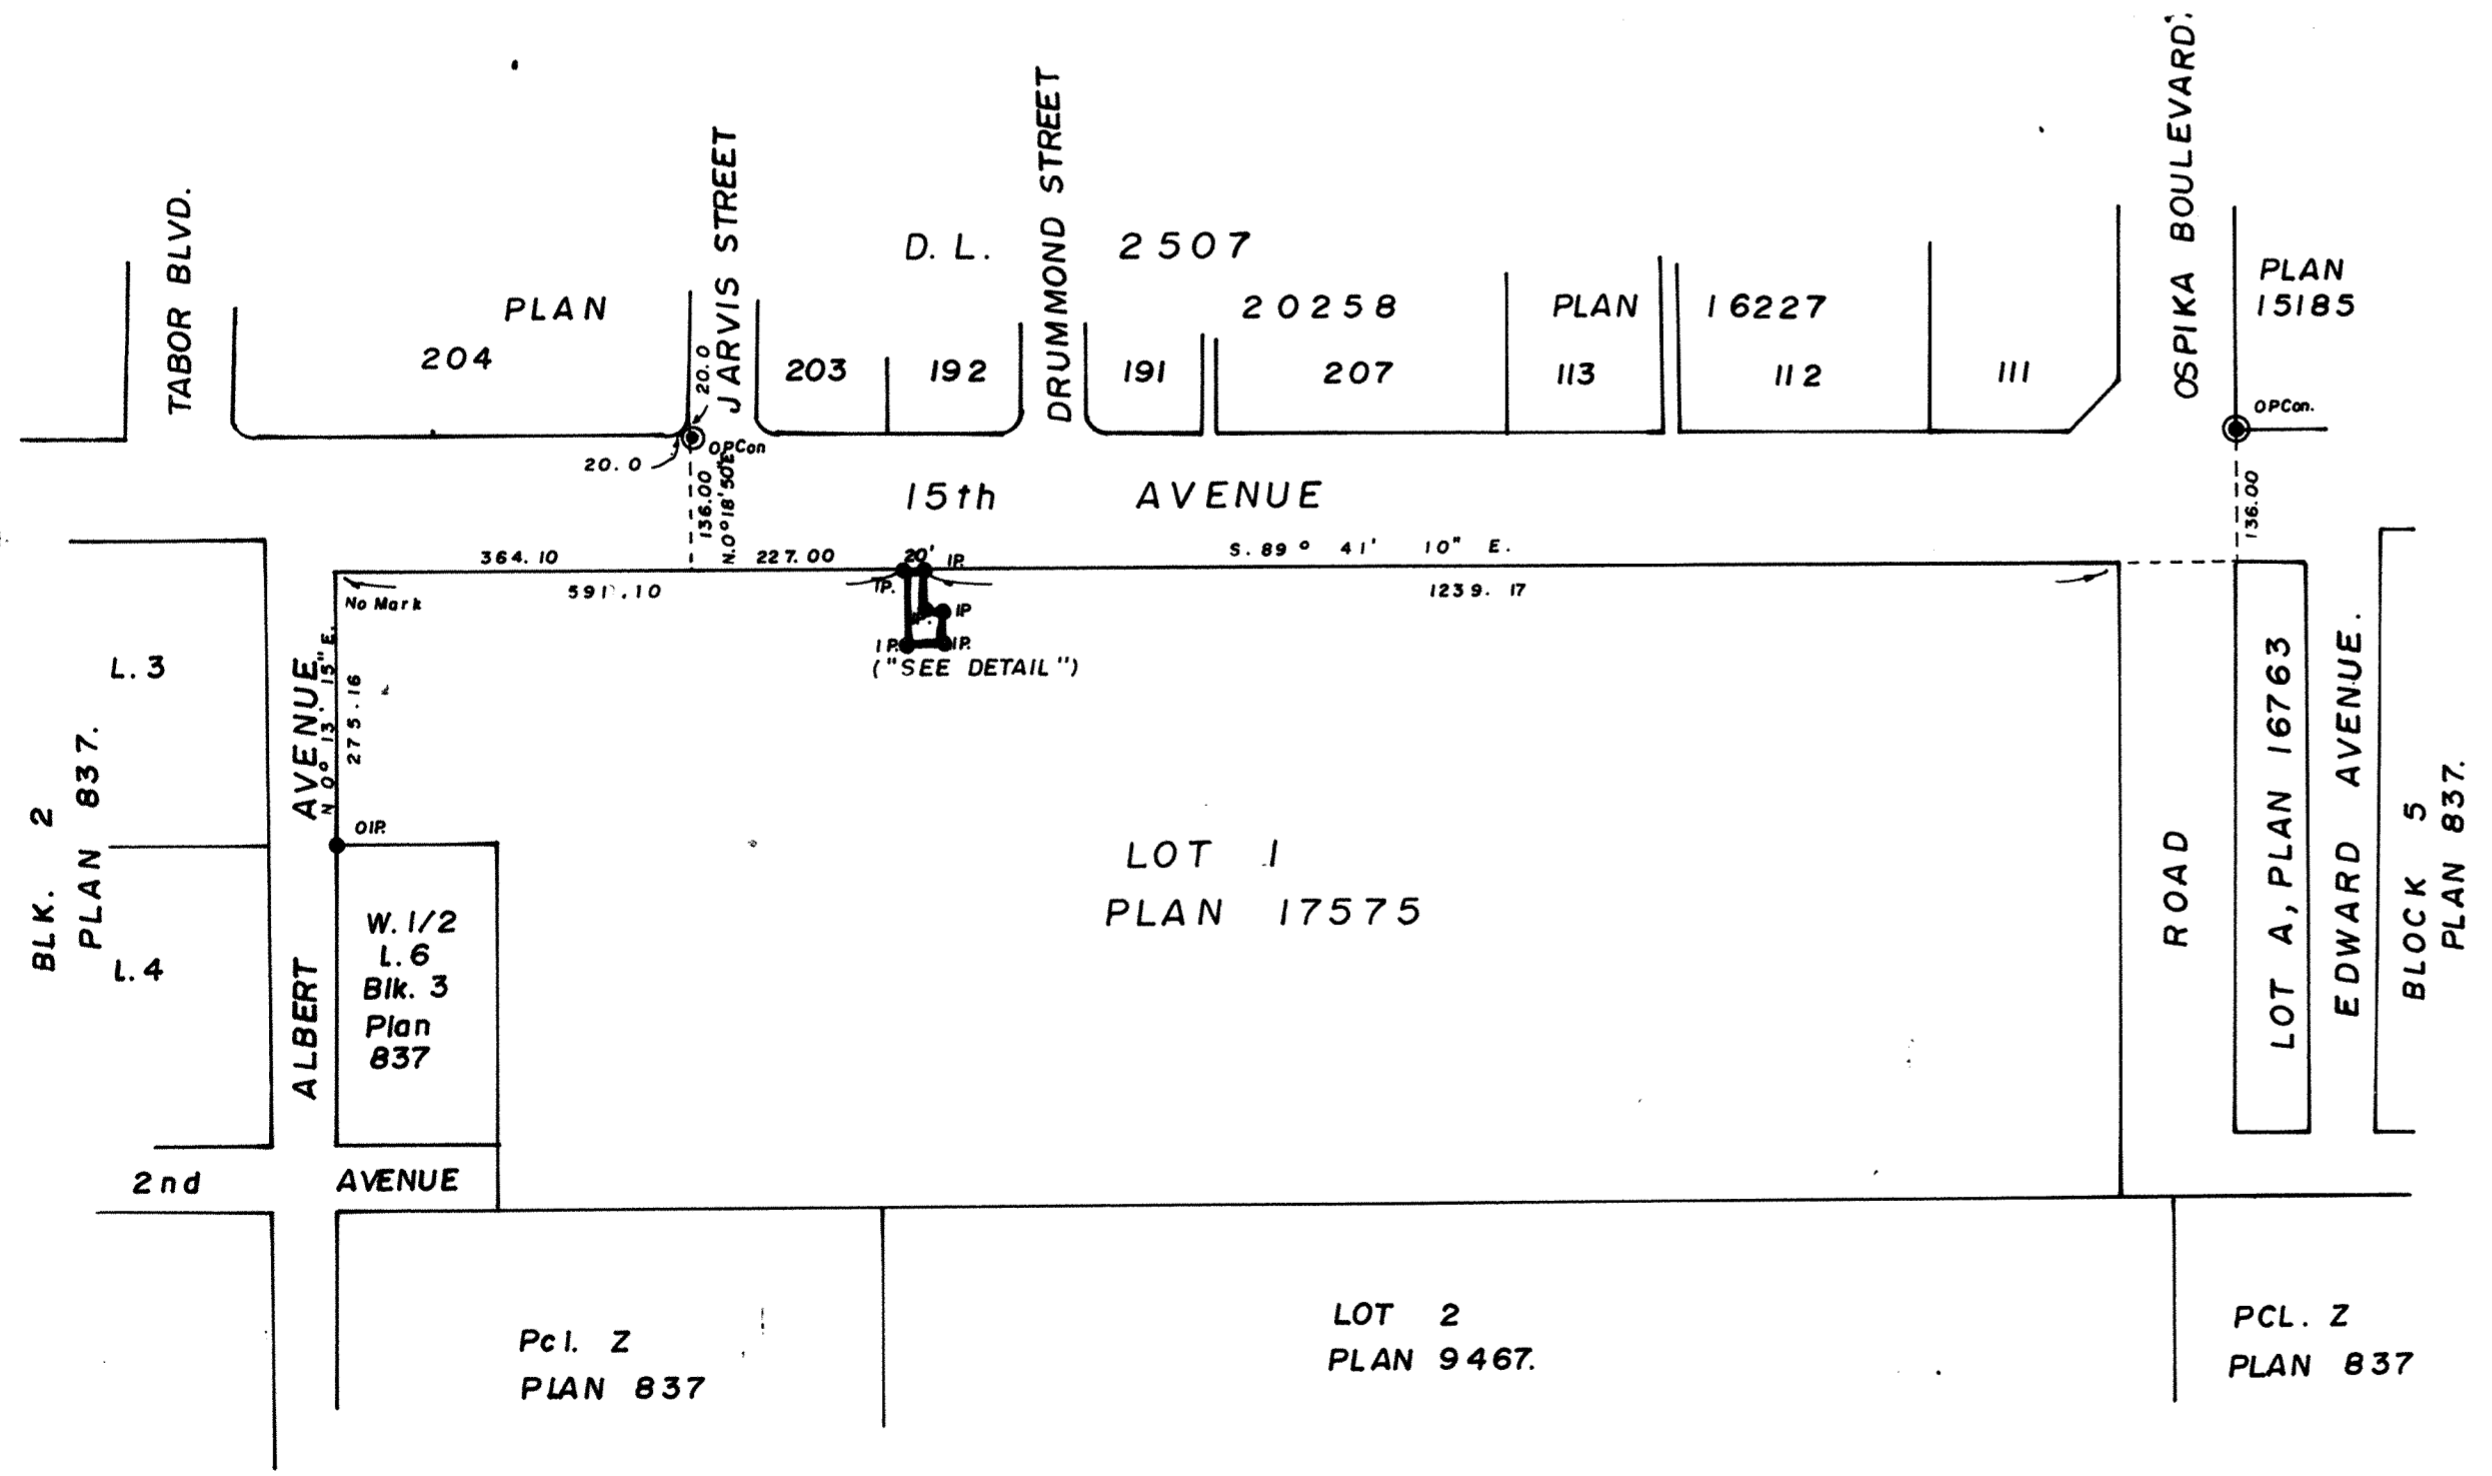 TABOR BLVD.
JARVIS STREET
DRUMMOND STREET
OSPIKA BOULEVARD.
D. L. 2507
PLAN 20258
PLAN 16227
PLAN
15185
204
203
192
191
207
113
112
111
20.0
20.0
OPCon
OPCon.
136.00
N.0°18'50"E
136.00
15th AVENUE
364.10
227.00
20'
IP.
S. 89° 41' 10" E.
591.10
1239.17
No Mark
IP
I P.
IP.
("SEE DETAIL")
L. 3
L. 4
BLK. 2
PLAN 837.
ALBERT AVENUE
N 0° 13' 15" E.
275.16
OIP.
W. 1/2
L. 6
Blk. 3
Plan
837
LOT 1
PLAN 17575
ROAD
LOT A, PLAN 16763
EDWARD AVENUE.
BLOCK 5
PLAN 837.
2nd AVENUE
Pcl. Z
PLAN 837
LOT 2
PLAN 9467.
PCL. Z
PLAN 837